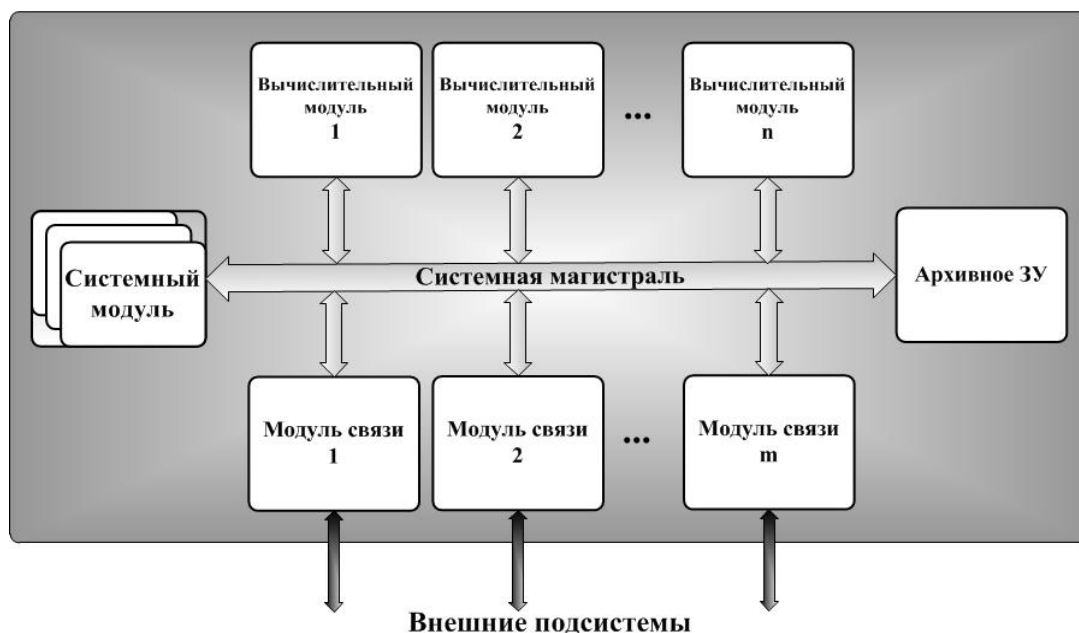 Вычислительный
модуль
1
Вычислительный
модуль
2
...
Вычислительный
модуль
n
Системный
модуль
Системная магистраль
Архивное ЗУ
Модуль связи
1
Модуль связи
2
...
Модуль связи
m
Внешние подсистемы